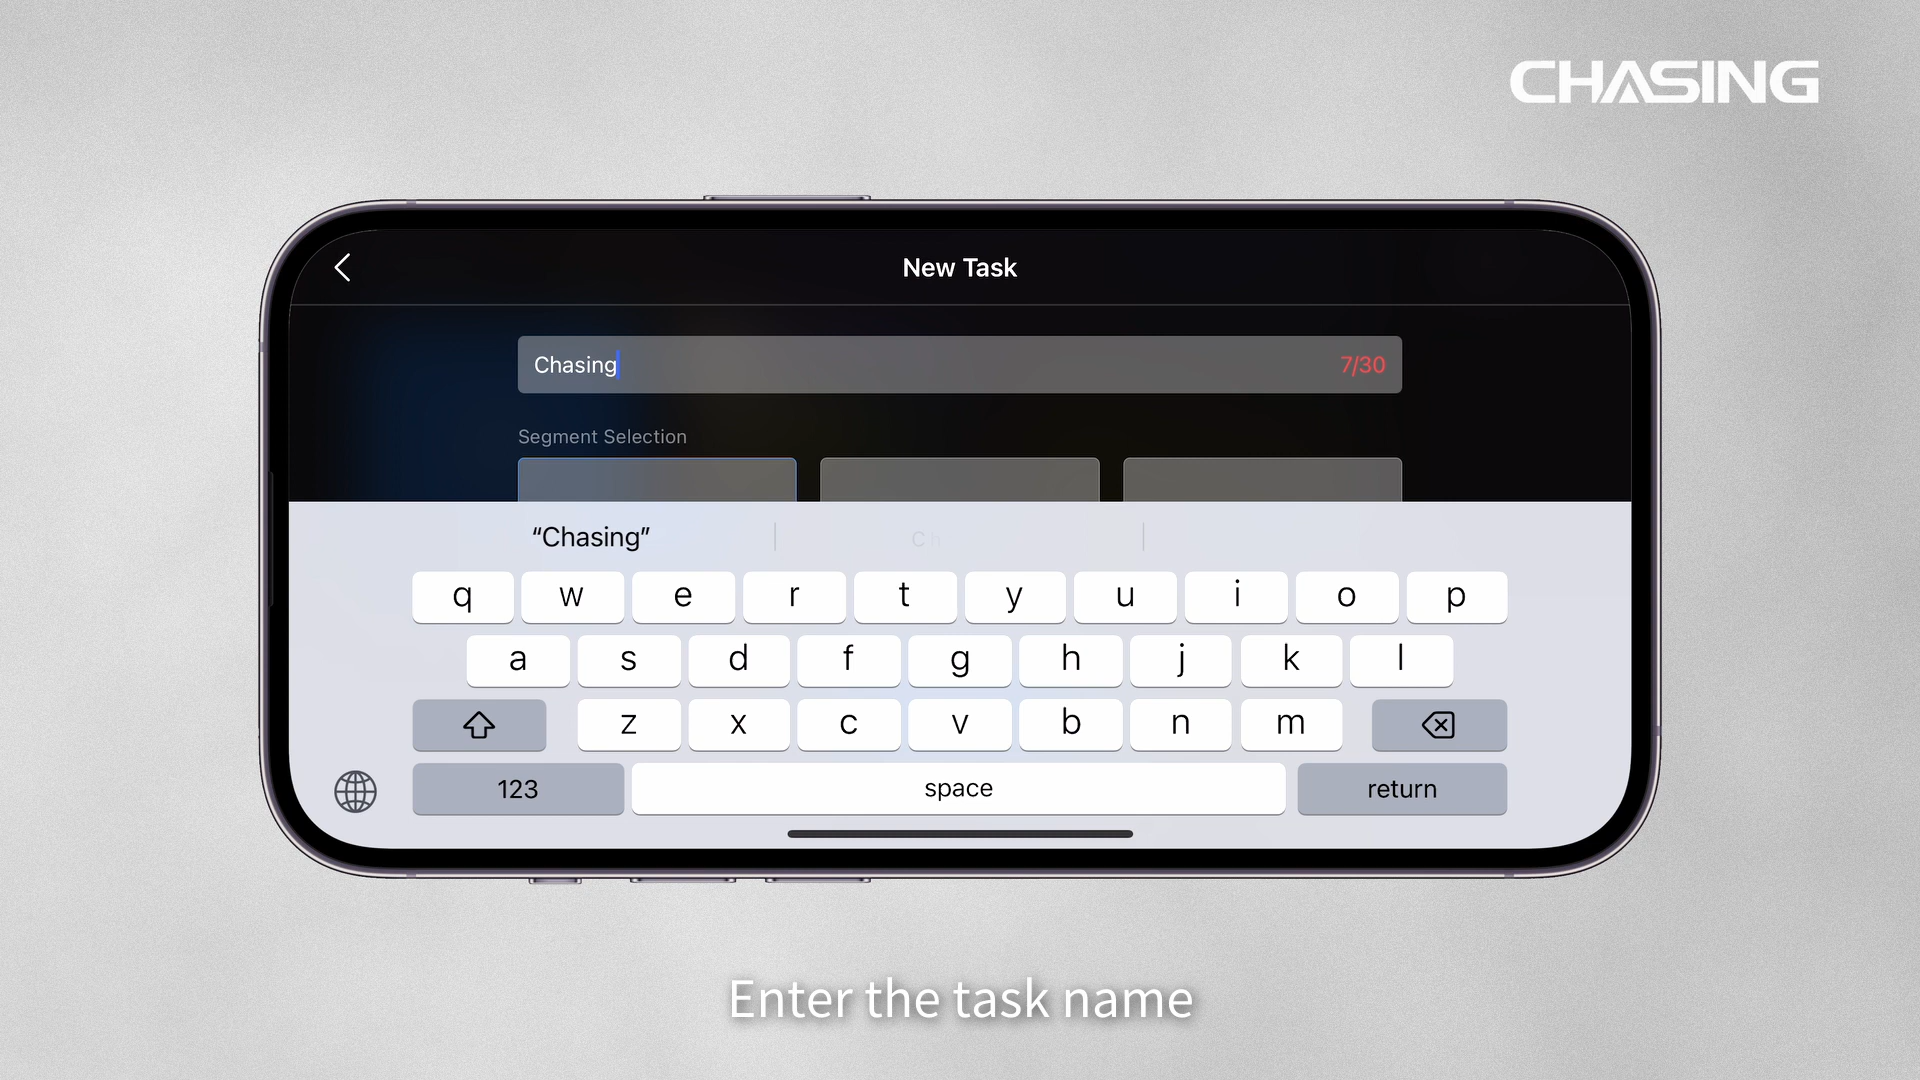 CHASING
New Task
Chasing 7/30
Segment Selection
“Chasing” Ch
q w e r t y u i o p
a s d f g h j k l
z x c v b n m
123 space return
Enter the task name